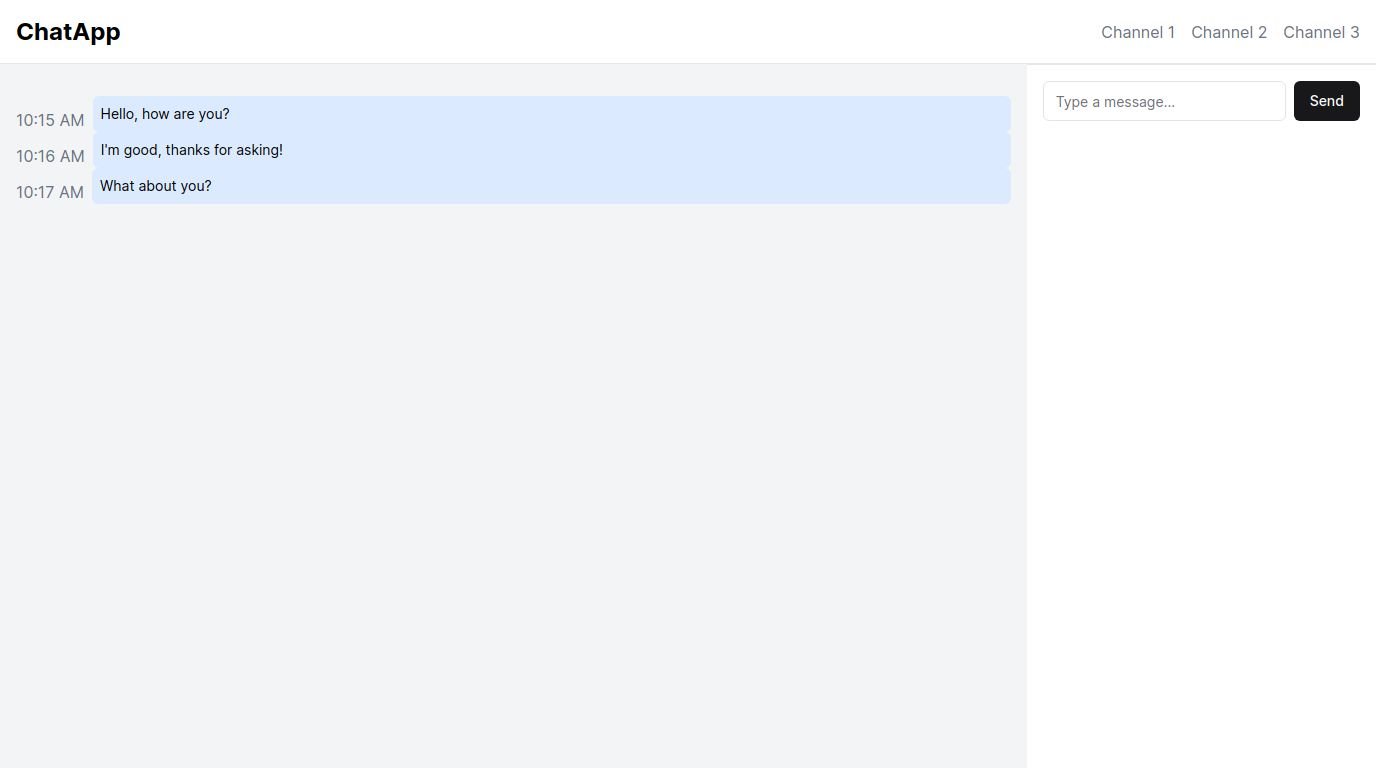 ChatApp
Channel 1 Channel 2 Channel 3
10:15 AM Hello, how are you?
10:16 AM I'm good, thanks for asking!
10:17 AM What about you?
Type a message...
Send